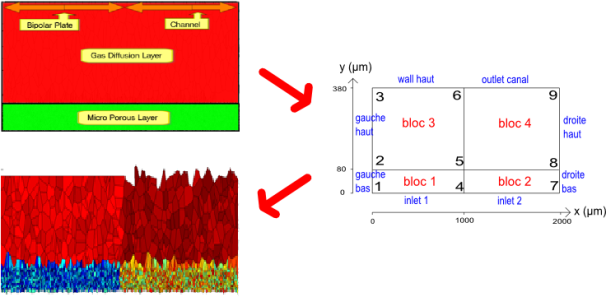 Bipolar Plate
Channel
Gas Diffusion Layer
Micro Porous Layer
y (µm)
wall haut
outlet canal
380
3
6
9
gauche
haut
bloc 3
bloc 4
droite
haut
2
5
8
80
gauche
bas
bloc 1
bloc 2
droite
bas
0
1
4
7
inlet 1
inlet 2
x (µm)
0
1000
2000